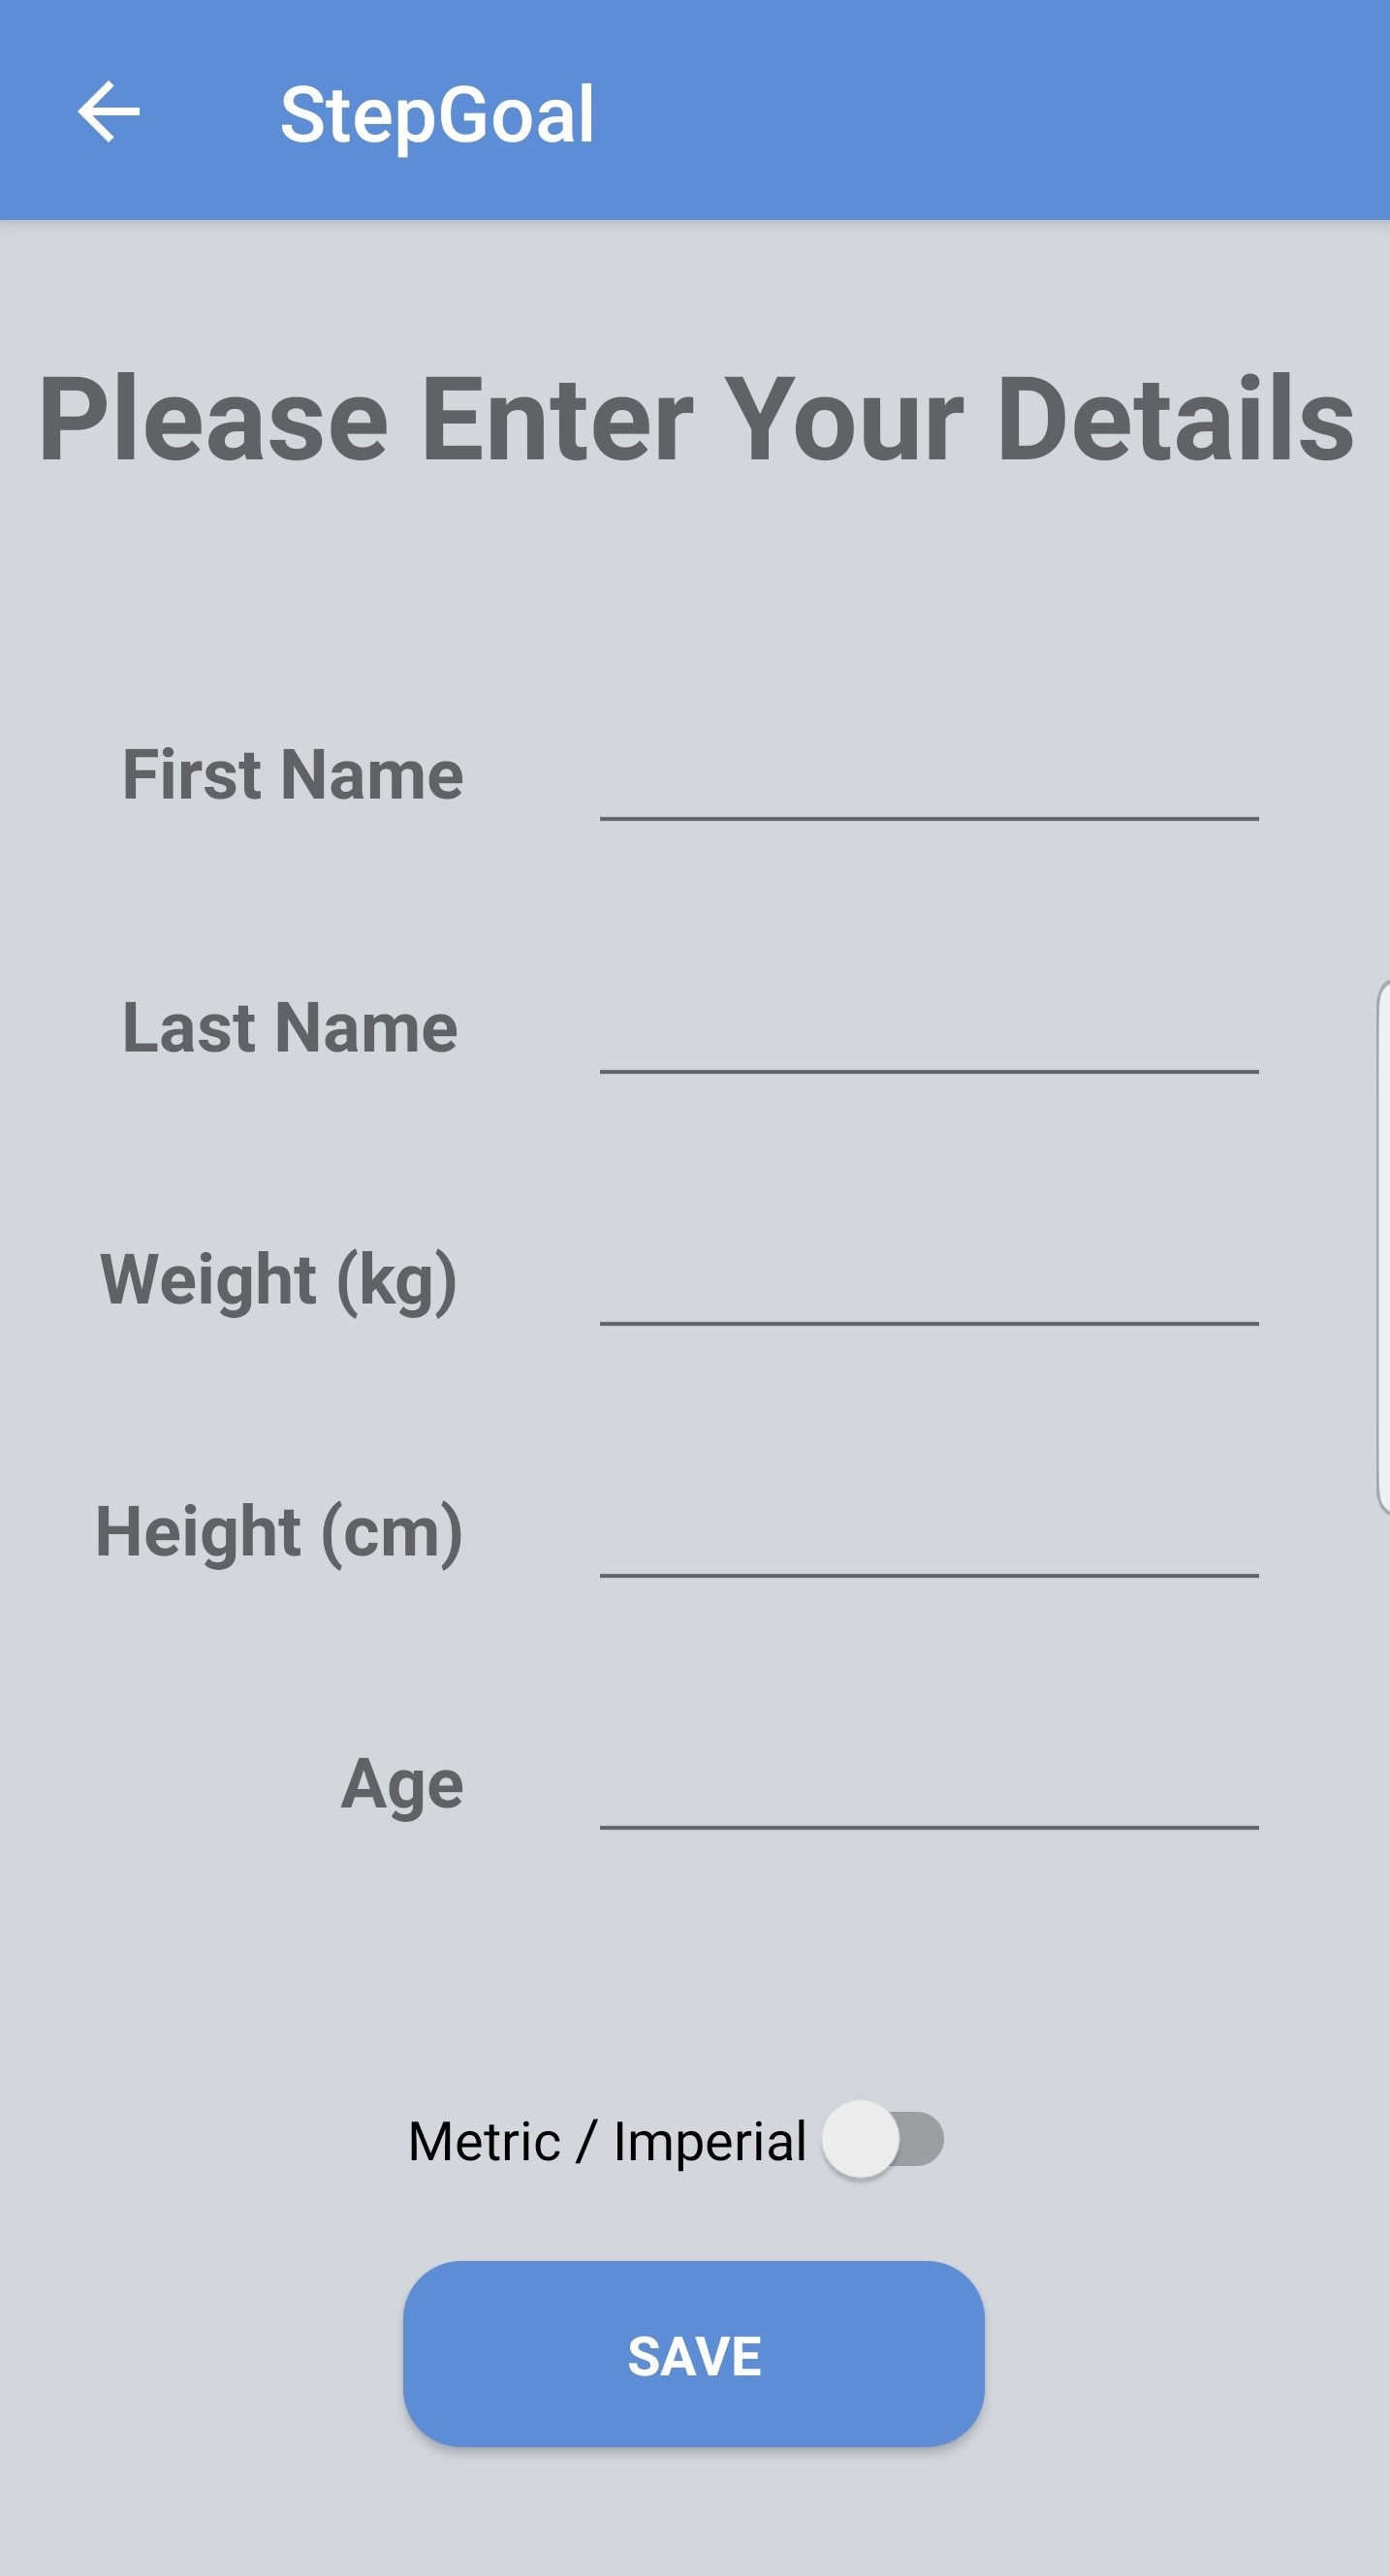 StepGoal
Please Enter Your Details
First Name
Last Name
Weight (kg)
Height (cm)
Age
Metric / Imperial
SAVE